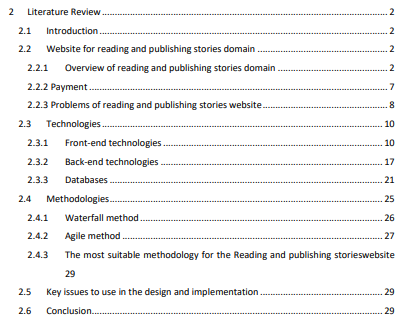 2 Literature Review ........ 2
2.1 Introduction ........ 2
2.2 Website for reading and publishing stories domain ........ 2
2.2.1 Overview of reading and publishing stories domain ........ 2
2.2.2 Payment ........ 7
2.2.3 Problems of reading and publishing stories website ........ 8
2.3 Technologies ........ 10
2.3.1 Front-end technologies ........ 10
2.3.2 Back-end technologies ........ 17
2.3.3 Databases ........ 21
2.4 Methodologies ........ 25
2.4.1 Waterfall method ........ 26
2.4.2 Agile method ........ 27
2.4.3 The most suitable methodology for the Reading and publishing storieswebsite
29
2.5 Key issues to use in the design and implementation ........ 29
2.6 Conclusion ........ 29